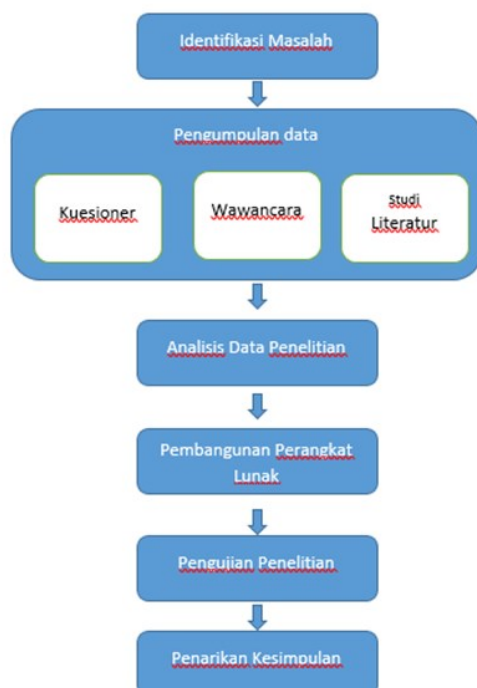 Identifikasi Masalah
Pengumpulan data
Kuesioner
Wawancara
Studi
Literatur
Analisis Data Penelitian
Pembangunan Perangkat
Lunak
Pengujian Penelitian
Penarikan Kesimpulan